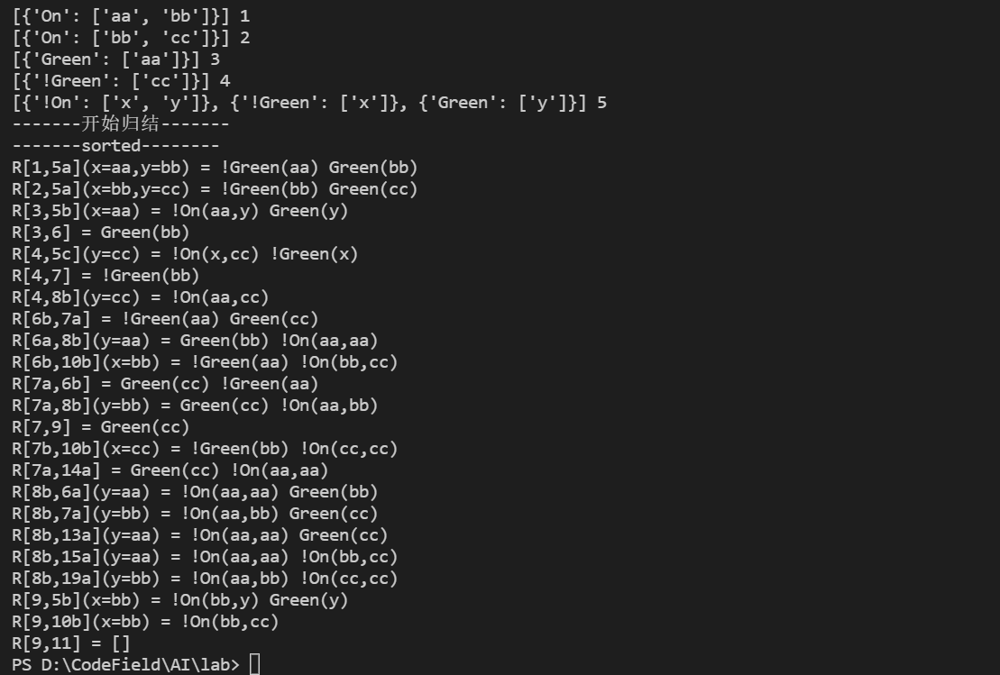 [{'On': ['aa', 'bb']}] 1
[{'On': ['bb', 'cc']}] 2
[{'Green': ['aa']}] 3
[{'!Green': ['cc']}] 4
[{'!On': ['x', 'y']}, {'!Green': ['x']}, {'Green': ['y']}] 5
-------开始归结-------
-------sorted--------
R[1,5a](x=aa,y=bb) = !Green(aa) Green(bb)
R[2,5a](x=bb,y=cc) = !Green(bb) Green(cc)
R[3,5b](x=aa) = !On(aa,y) Green(y)
R[3,6] = Green(bb)
R[4,5c](y=cc) = !On(x,cc) !Green(x)
R[4,7] = !Green(bb)
R[4,8b](y=cc) = !On(aa,cc)
R[6b,7a] = !Green(aa) Green(cc)
R[6a,8b](y=aa) = Green(bb) !On(aa,aa)
R[6b,10b](x=bb) = !Green(aa) !On(bb,cc)
R[7a,6b] = Green(cc) !Green(aa)
R[7a,8b](y=bb) = Green(cc) !On(aa,bb)
R[7,9] = Green(cc)
R[7b,10b](x=cc) = !Green(bb) !On(cc,cc)
R[7a,14a] = Green(cc) !On(aa,aa)
R[8b,6a](y=aa) = !On(aa,aa) Green(bb)
R[8b,7a](y=bb) = !On(aa,bb) Green(cc)
R[8b,13a](y=aa) = !On(aa,aa) Green(cc)
R[8b,15a](y=aa) = !On(aa,aa) !On(bb,cc)
R[8b,19a](y=bb) = !On(aa,bb) !On(cc,cc)
R[9,5b](x=bb) = !On(bb,y) Green(y)
R[9,10b](x=bb) = !On(bb,cc)
R[9,11] = []
PS D:\CodeField\AI\lab>